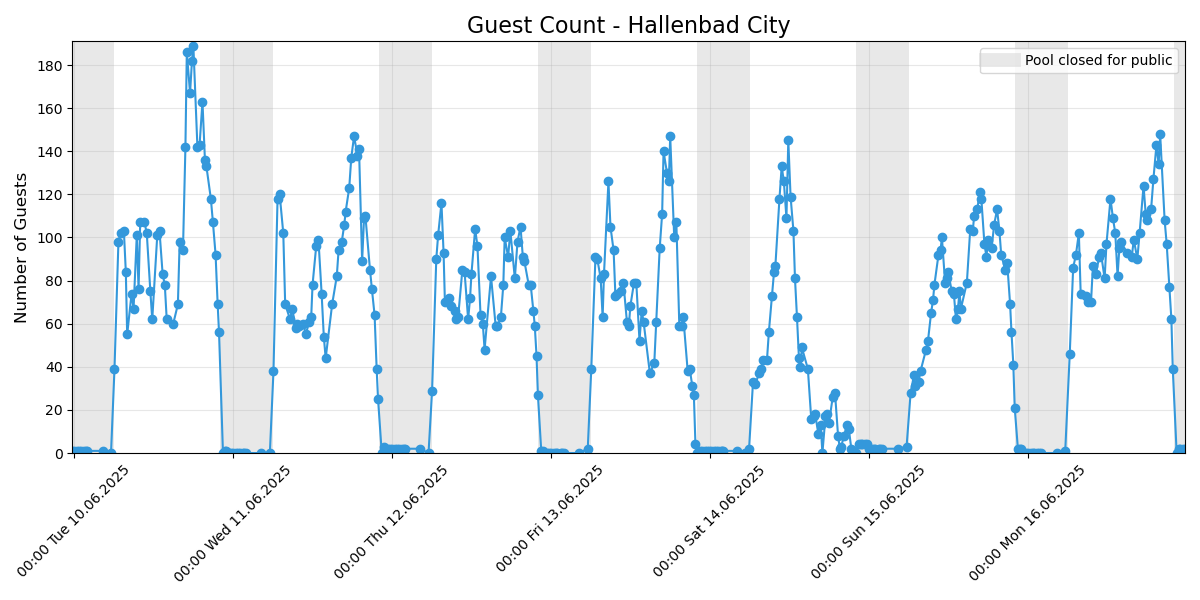 Guest Count - Hallenbad City
Pool closed for public
Number of Guests
180
160
140
120
100
80
60
40
20
0
00:00 Tue 10.06.2025
00:00 Wed 11.06.2025
00:00 Thu 12.06.2025
00:00 Fri 13.06.2025
00:00 Sat 14.06.2025
00:00 Sun 15.06.2025
00:00 Mon 16.06.2025